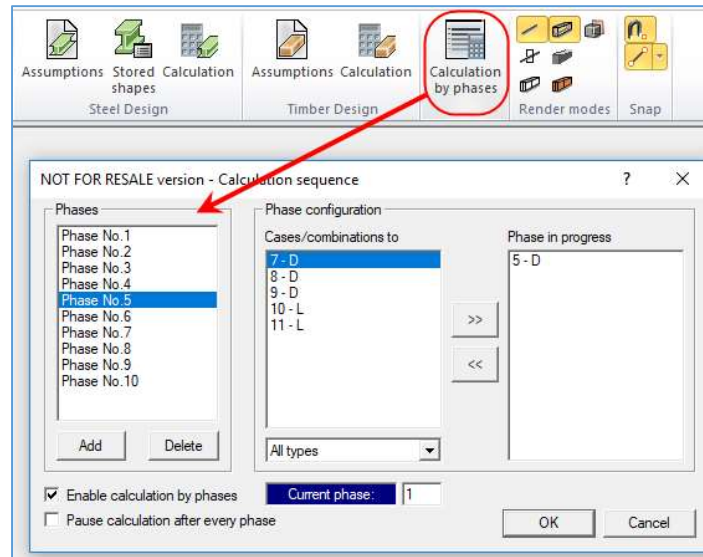 Assumptions Stored shapes Calculation
Steel Design
Assumptions Calculation
Timber Design
Calculation by phases
Render modes
Snap
NOT FOR RESALE version - Calculation sequence
? X
Phases
Phase No.1
Phase No.2
Phase No.3
Phase No.4
Phase No.5
Phase No.6
Phase No.7
Phase No.8
Phase No.9
Phase No.10
Add
Delete
Phase configuration
Cases/combinations to
7 - D
8 - D
9 - D
10 - L
11 - L
All types
>>
<<
Phase in progress
5 - D
Enable calculation by phases
Current phase: 1
Pause calculation after every phase
OK
Cancel